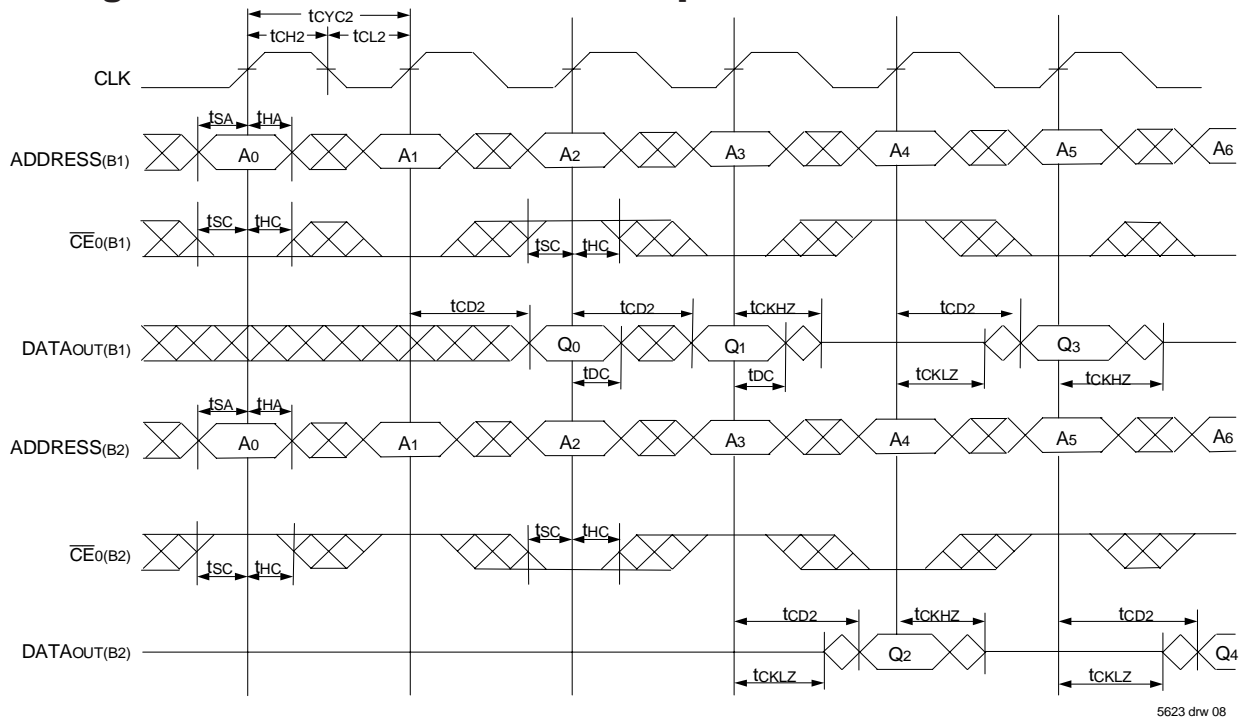 tCYC2
tCH2 tCL2
CLK
tSA tHA
ADDRESS(B1) A0 A1 A2 A3 A4 A5 A6
tSC tHC
CE0(B1)
tSC tHC
tCD2 tCD2 tCKHZ tCD2
DATAOUT(B1) Q0 Q1 Q3
tDC tDC tCKLZ tCKHZ
tSA tHA
ADDRESS(B2) A0 A1 A2 A3 A4 A5 A6
tSC tHC
CE0(B2)
tSC tHC
tCD2 tCKHZ tCD2
DATAOUT(B2) Q2 Q4
tCKLZ tCKLZ
5623 drw 08